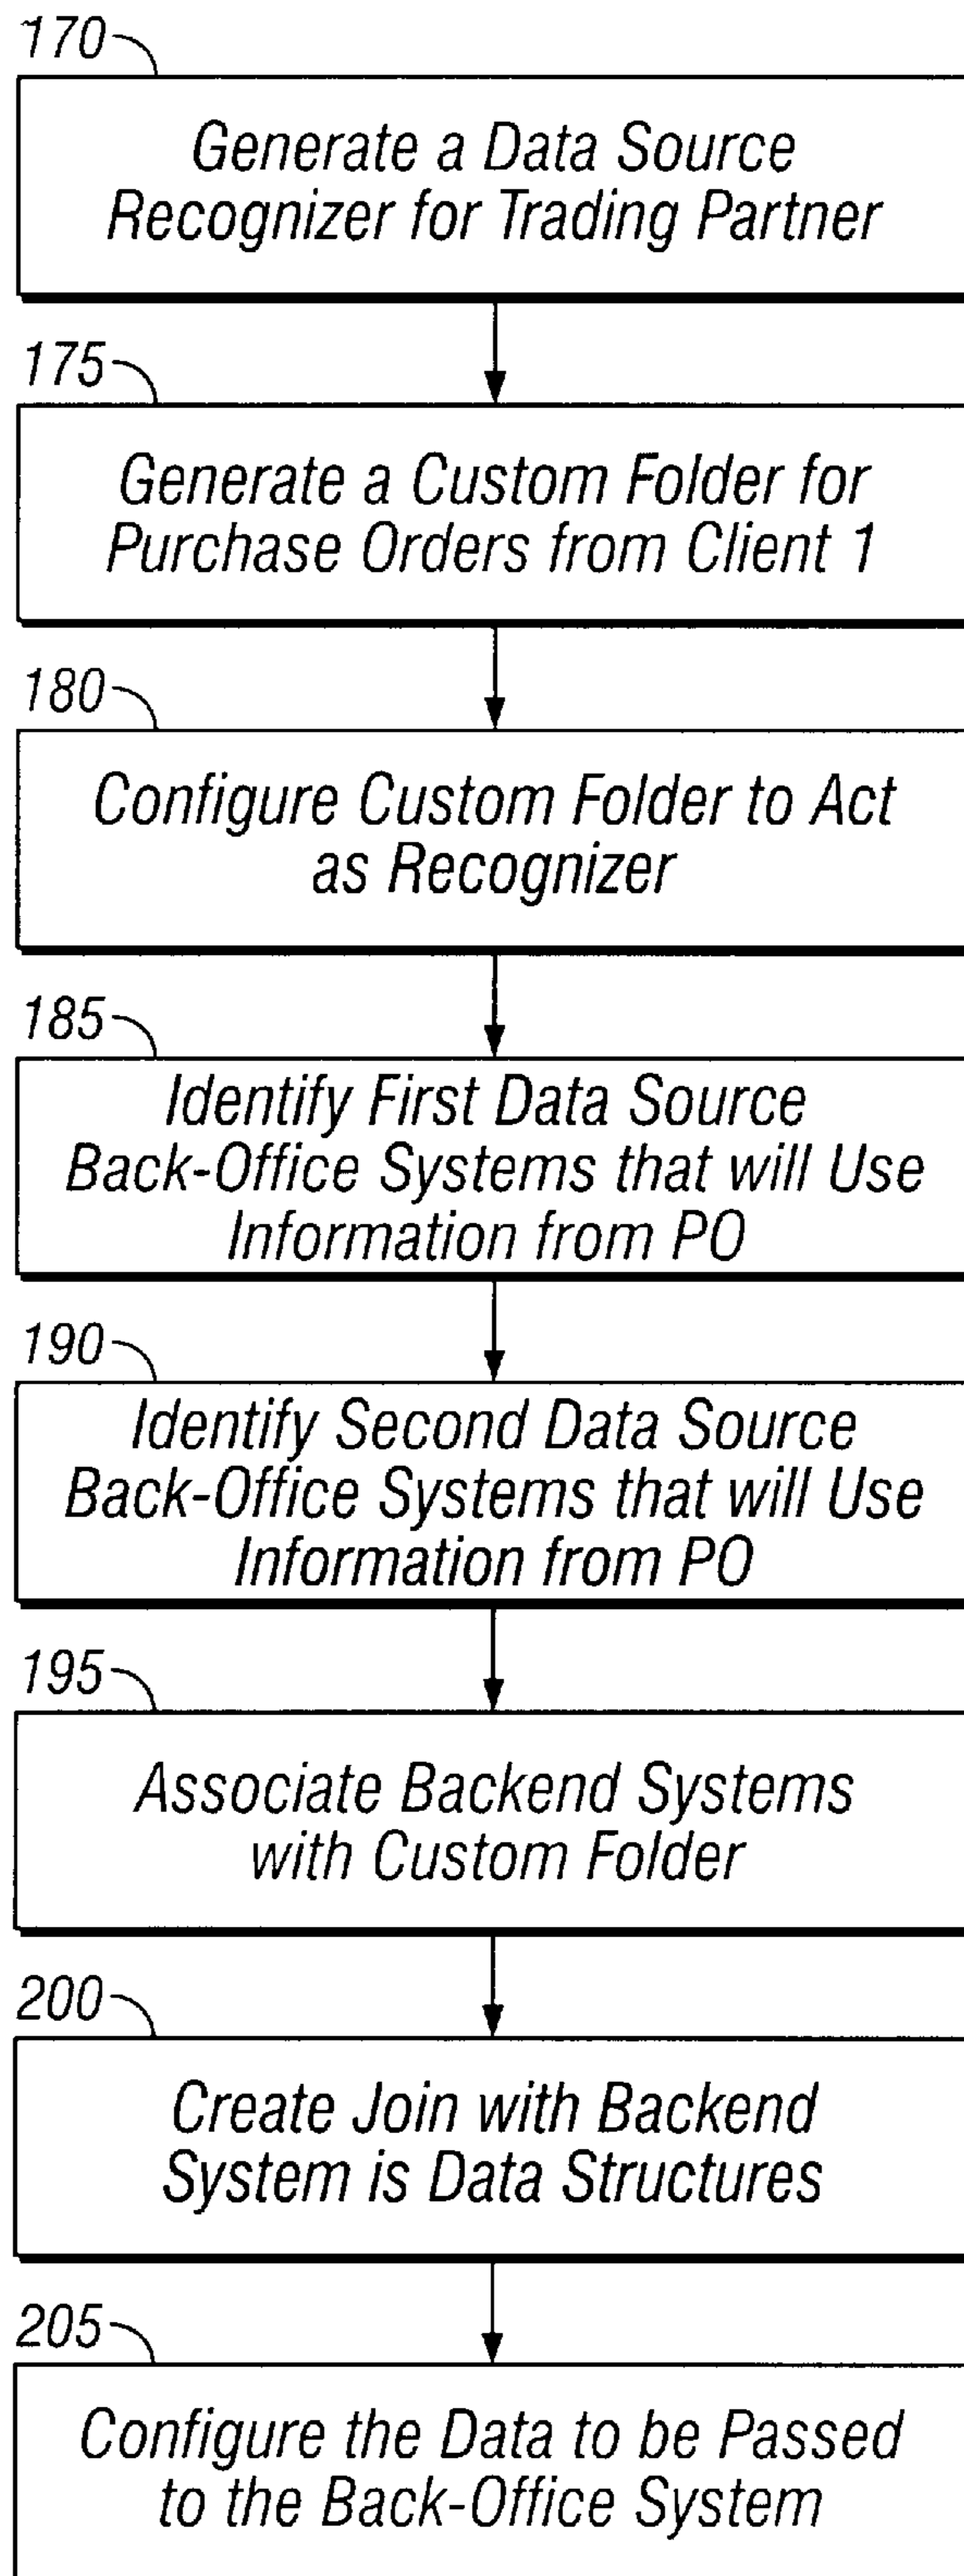 170
Generate a Data Source
Recognizer for Trading Partner
175
Generate a Custom Folder for
Purchase Orders from Client 1
180
Configure Custom Folder to Act
as Recognizer
185
Identify First Data Source
Back-Office Systems that will Use
Information from PO
190
Identify Second Data Source
Back-Office Systems that will Use
Information from PO
195
Associate Backend Systems
with Custom Folder
200
Create Join with Backend
System is Data Structures
205
Configure the Data to be Passed
to the Back-Office System